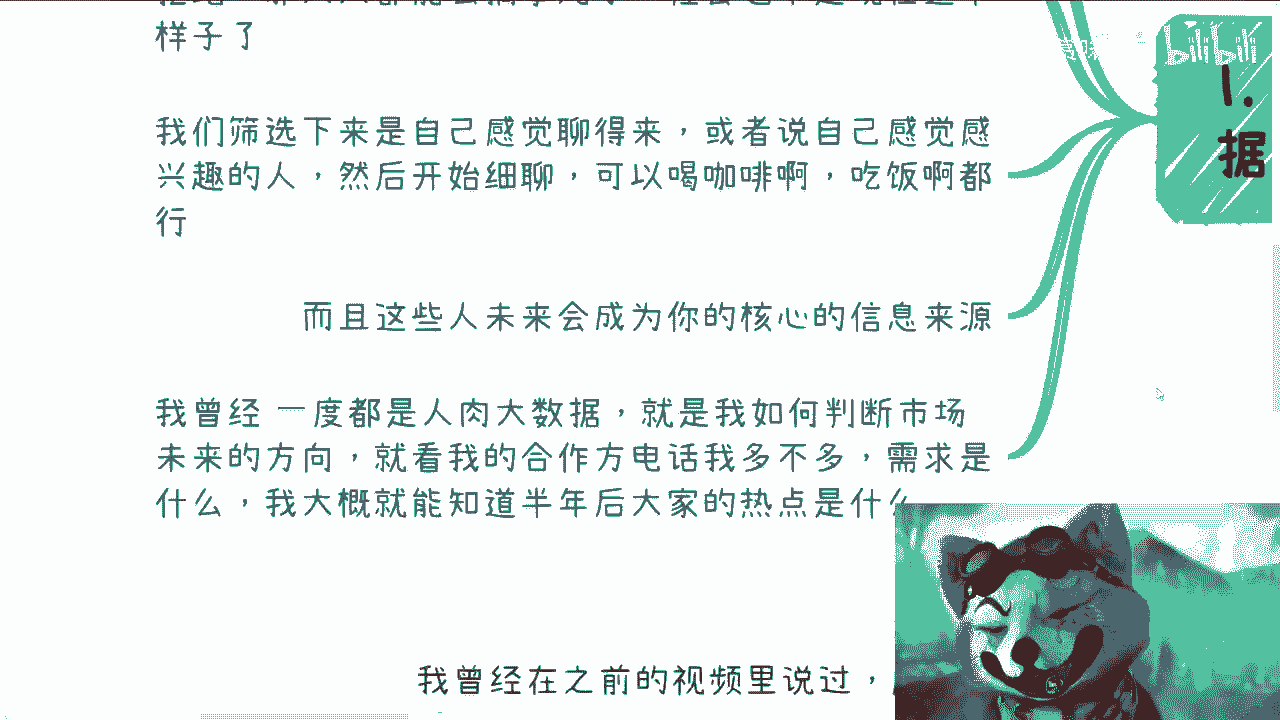 样子了
我们筛选下来是自己感觉聊得来，或者说自己感觉感
兴趣的人，然后开始细聊，可以喝咖啡啊，吃饭啊都
行
而且这些人未来会成为你的核心的信息来源
我曾经 一度都是人肉大数据，就是我如何判断市场
未来的方向，就看我的合作方电话我多不多，需求是
什么，我大概就能知道半年后大家的热点是什么
我曾经在之前的视频里说过，
bilibili
1.
据